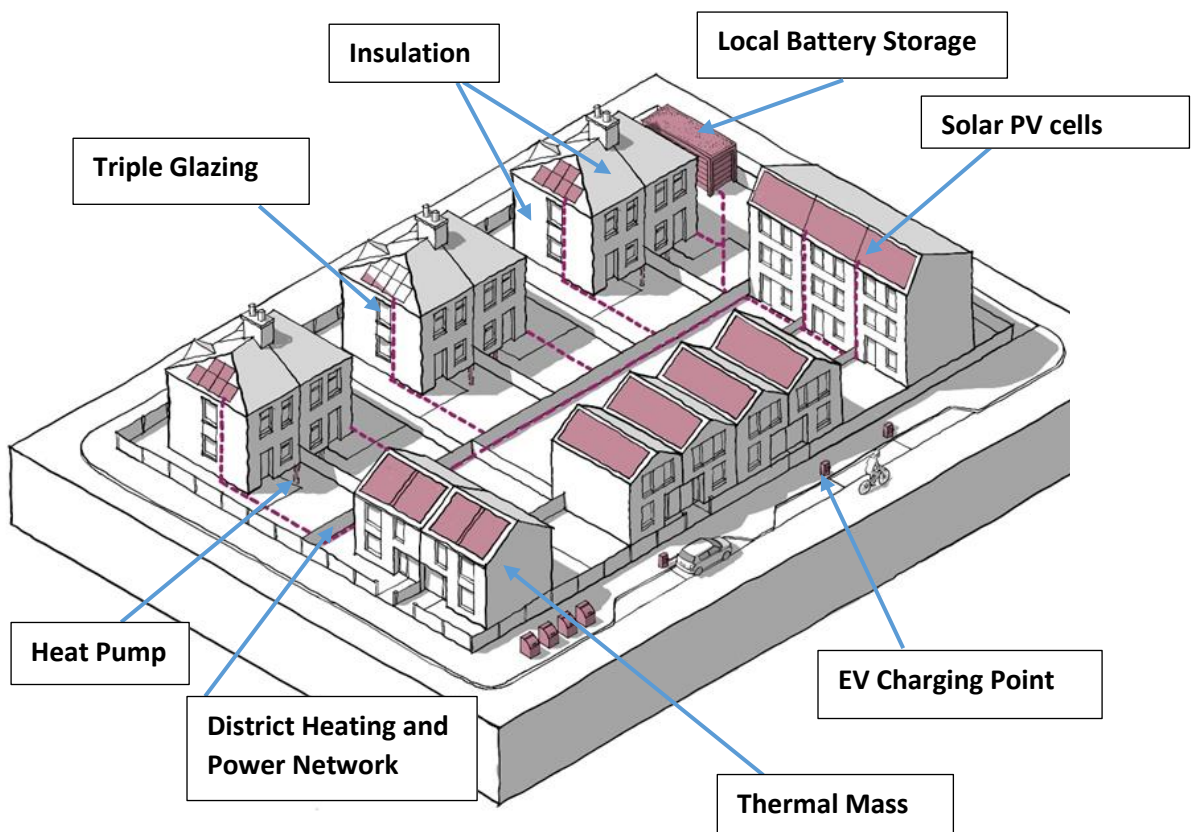 Insulation
Local Battery Storage
Solar PV cells
Triple Glazing
Heat Pump
EV Charging Point
District Heating and
Power Network
Thermal Mass